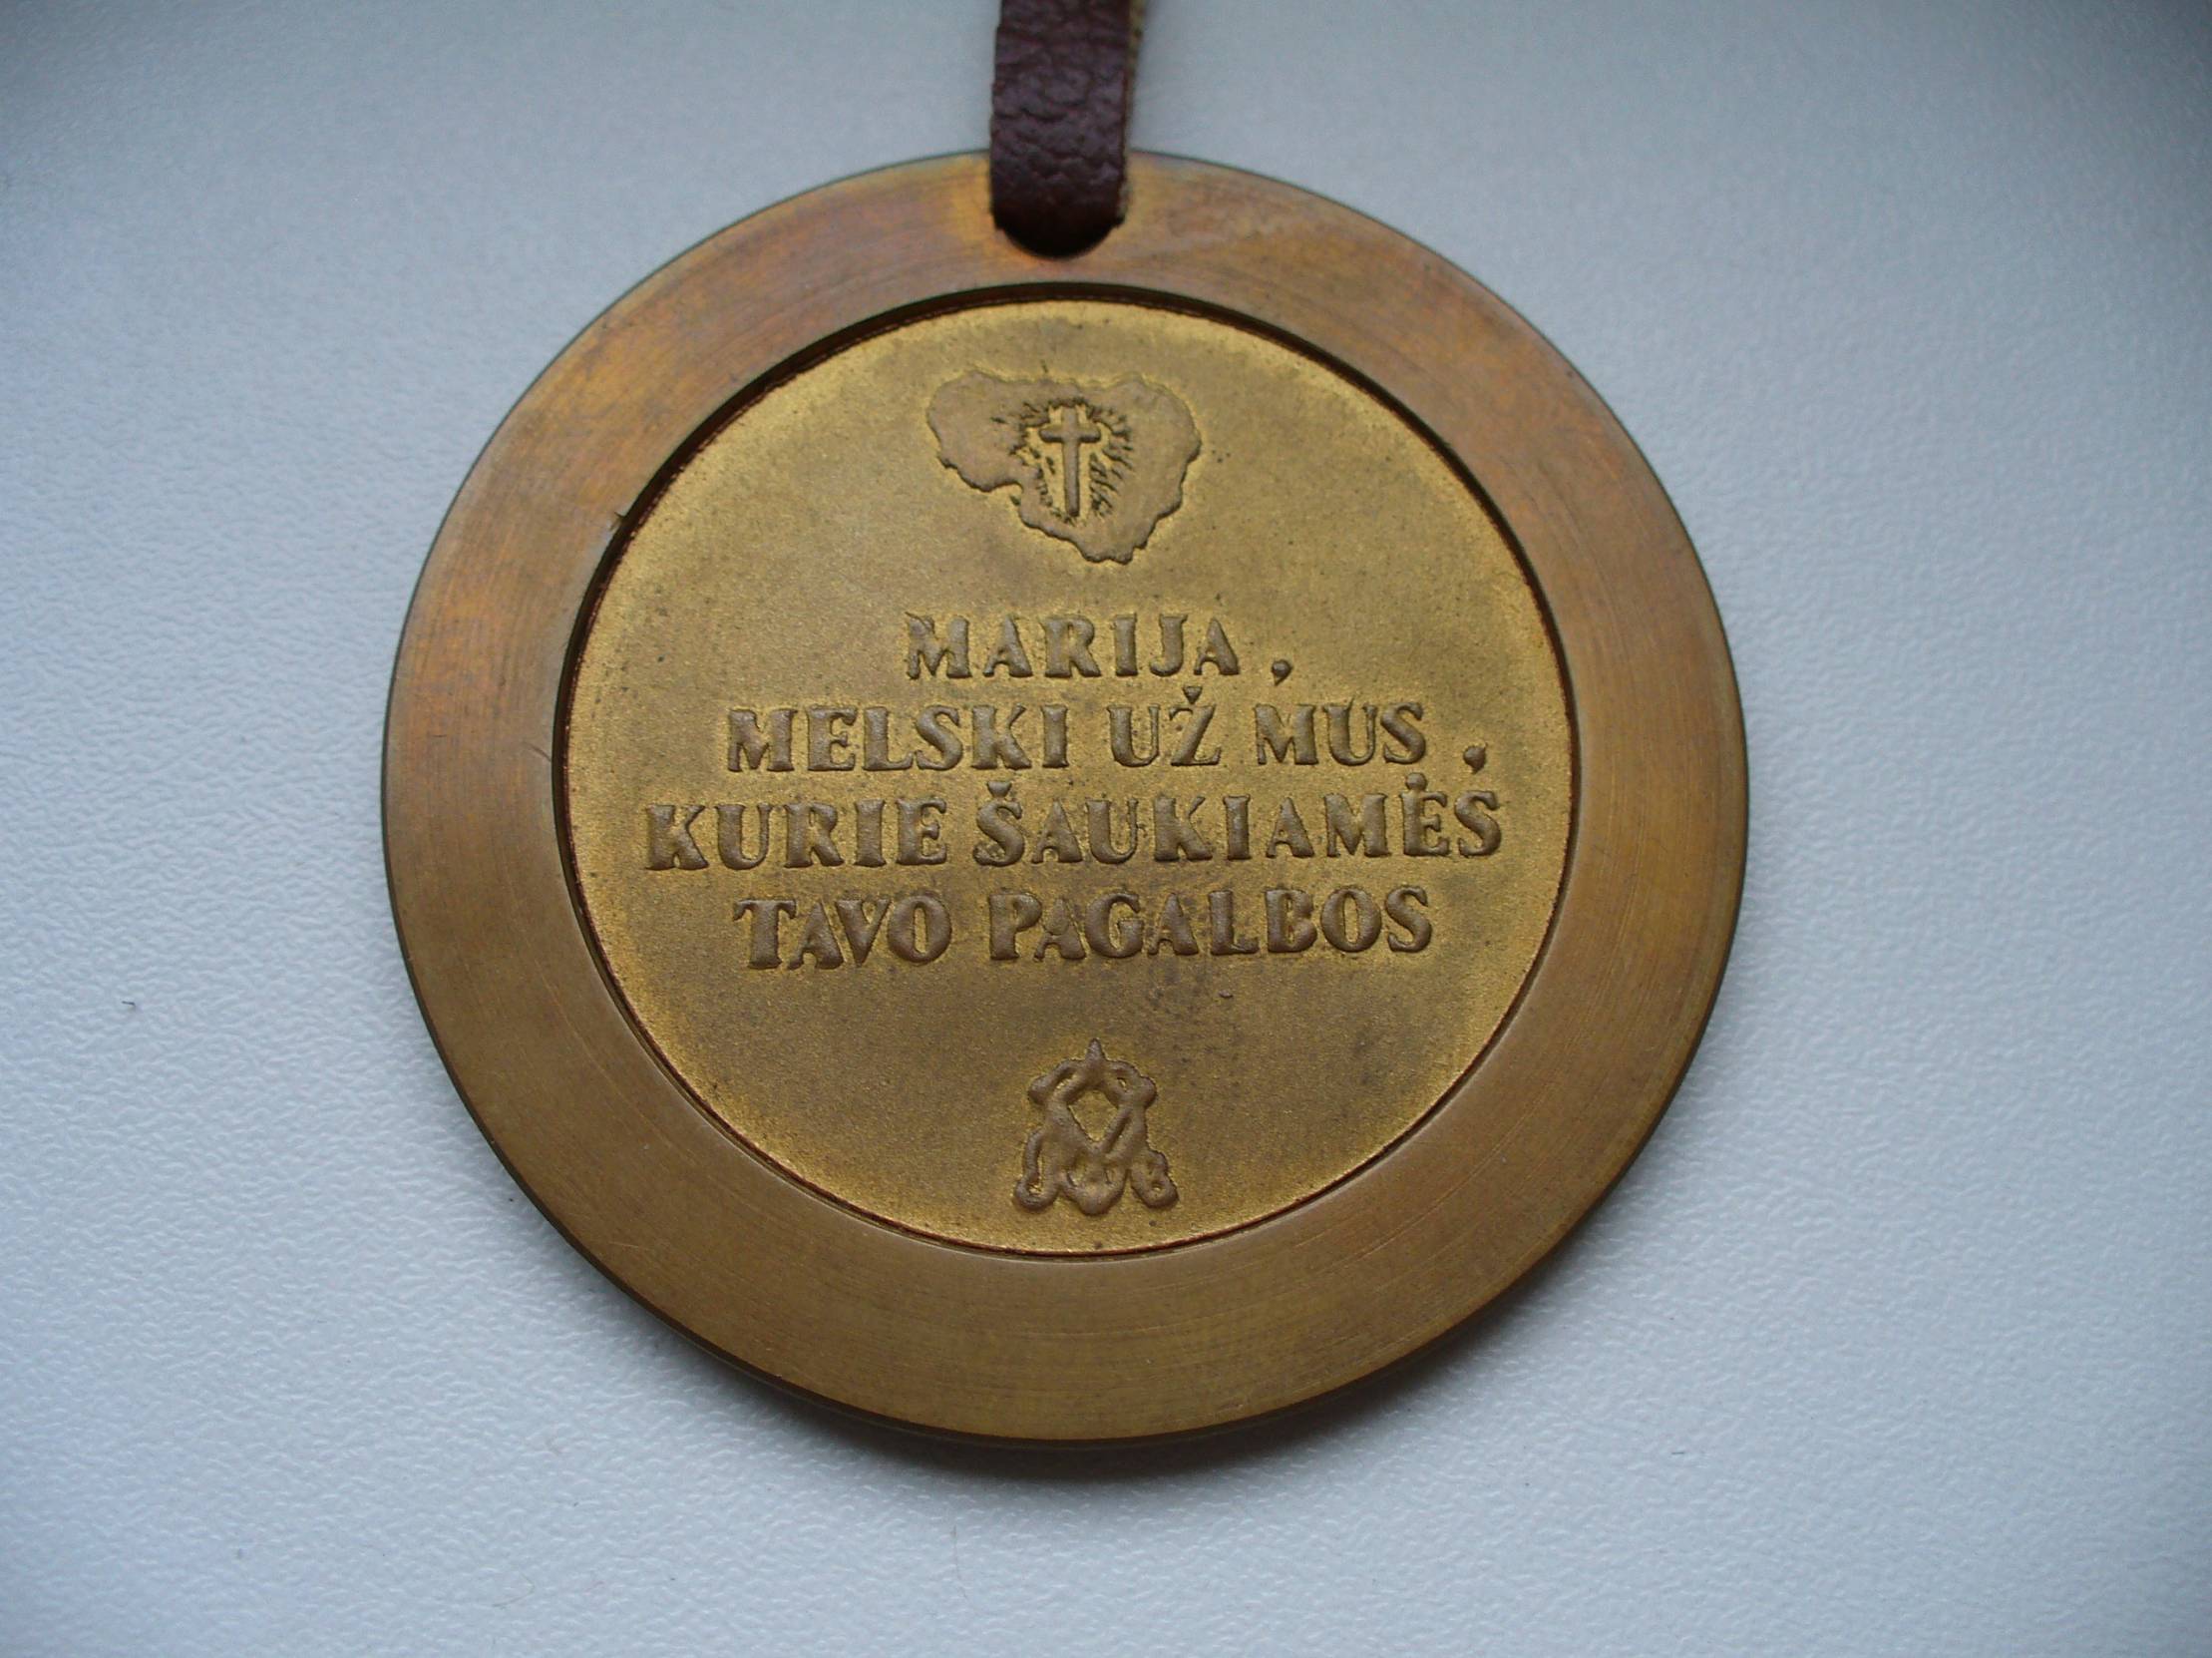 MARIJA,
MELSKI UŽ MUS,
KURIE ŠAUKIAMĖS
TAVO PAGALBOS